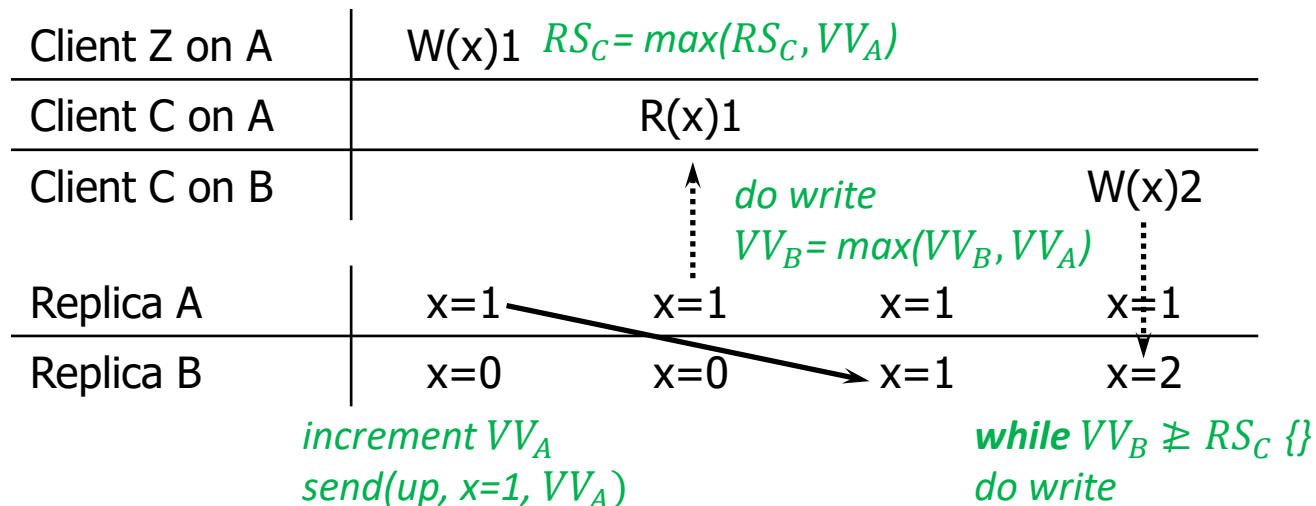 Client Z on A W(x)1 RS_C= max(RS_C, VV_A)
Client C on A R(x)1
Client C on B do write W(x)2
VV_B= max(VV_B, VV_A)
Replica A x=1 x=1 x=1 x=1
Replica B x=0 x=0 x=1 x=2
increment VV_A while VV_B ≱ RS_C {}
send(up, x=1, VV_A) do write